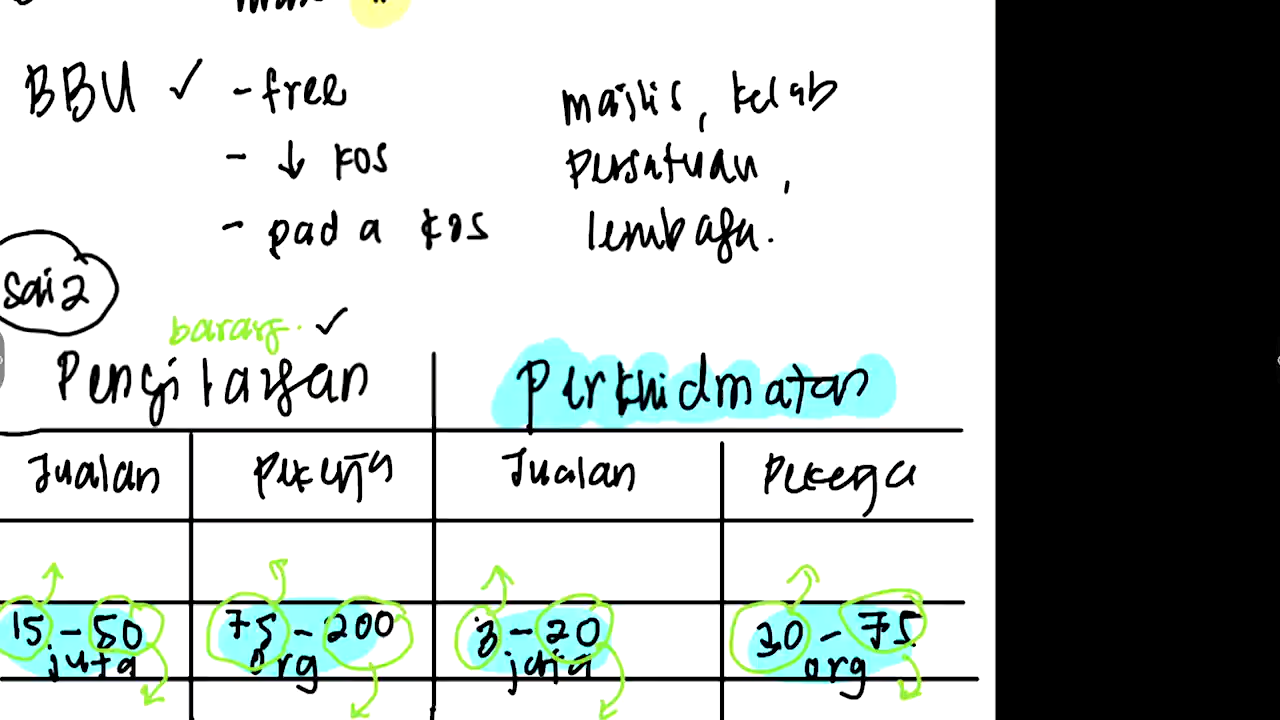 BBU ✓ - free majlis, kelab
- ↓ kos persatuan,
- pada kos lembaga.
Saiz
barang. ✓
Pengilangan Perkhidmatan
Jualan Pekerja Jualan Pekerja
15 - 50 juta 75 - 200 org 3 - 20 juta 30 - 75 org